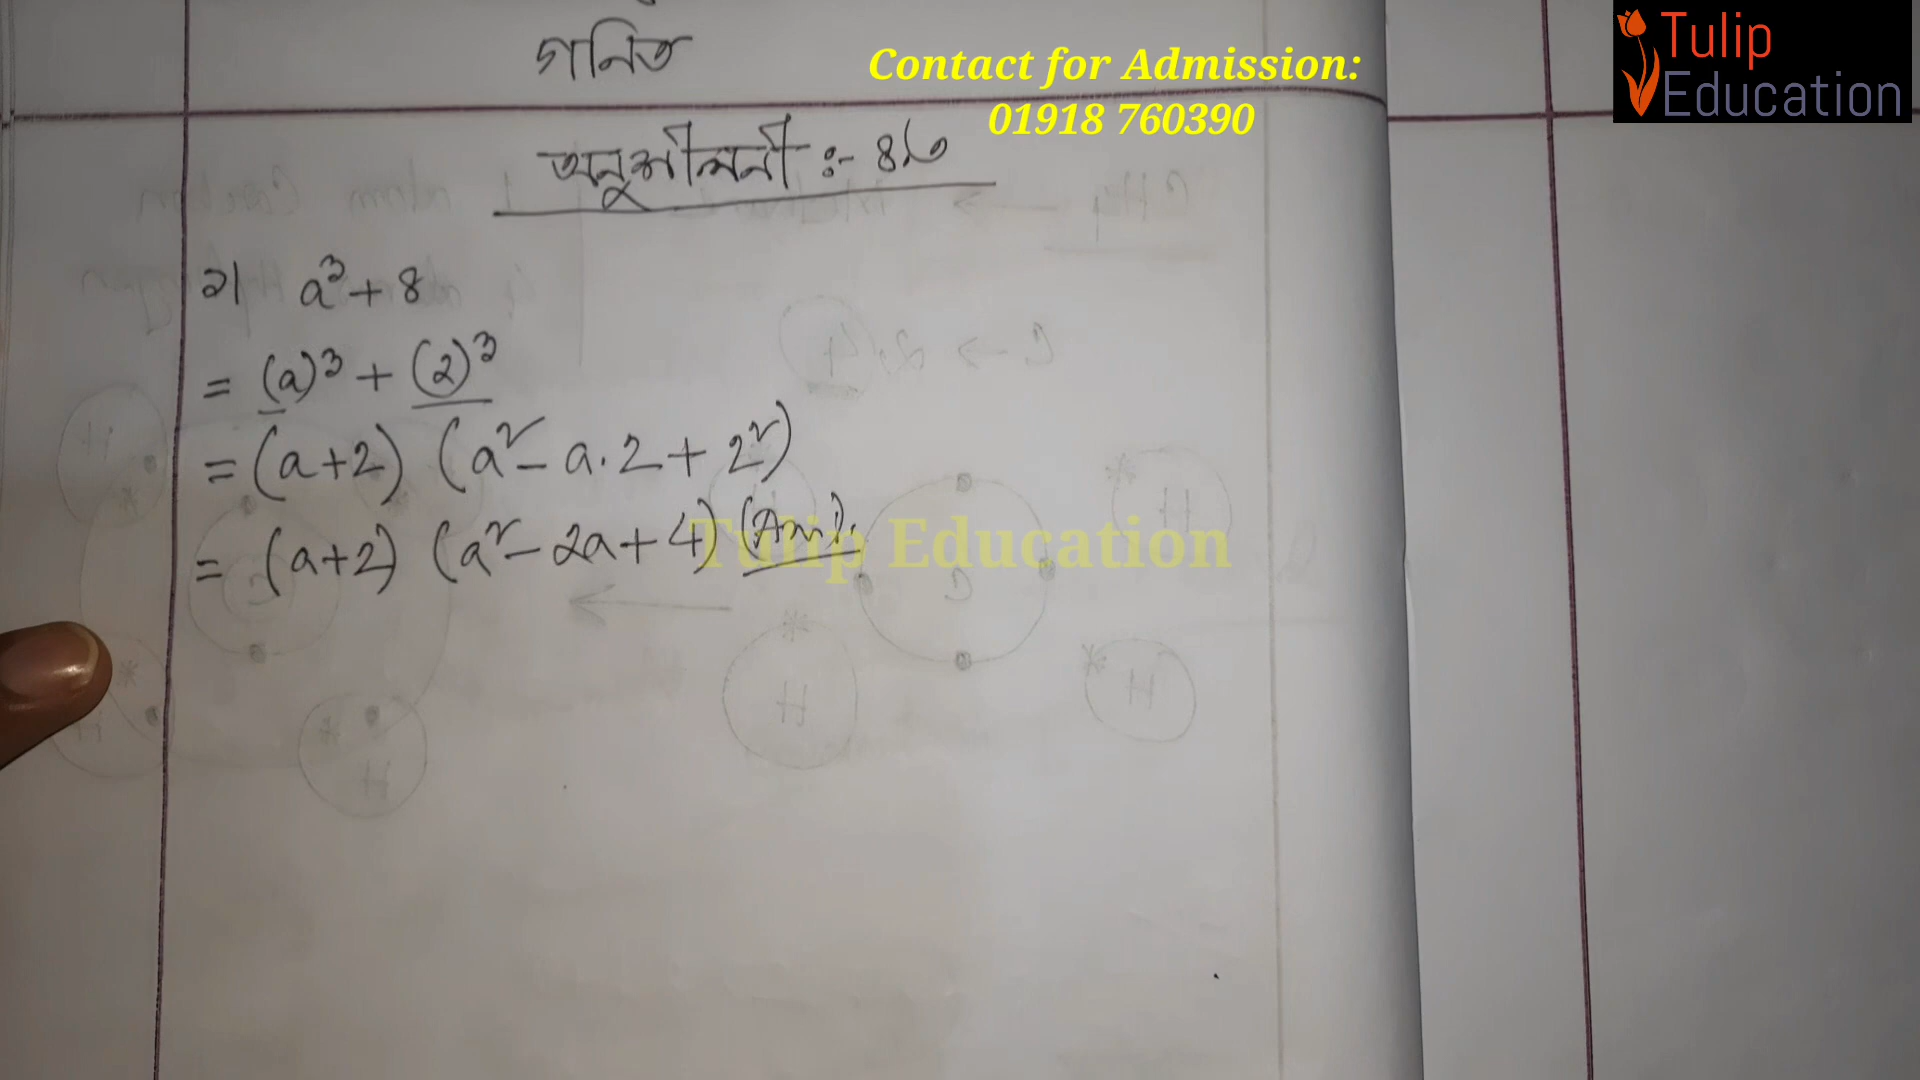 গনিত
Contact for Admission:
01918 760390
Tulip
Education
অনুশীলনী :- ৪.৩
১। a³ + 8
= (a)³ + (2)³
= (a+2) (a² - a.2 + 2²)
= (a+2) (a² - 2a + 4) (Ans).
Tulip Education